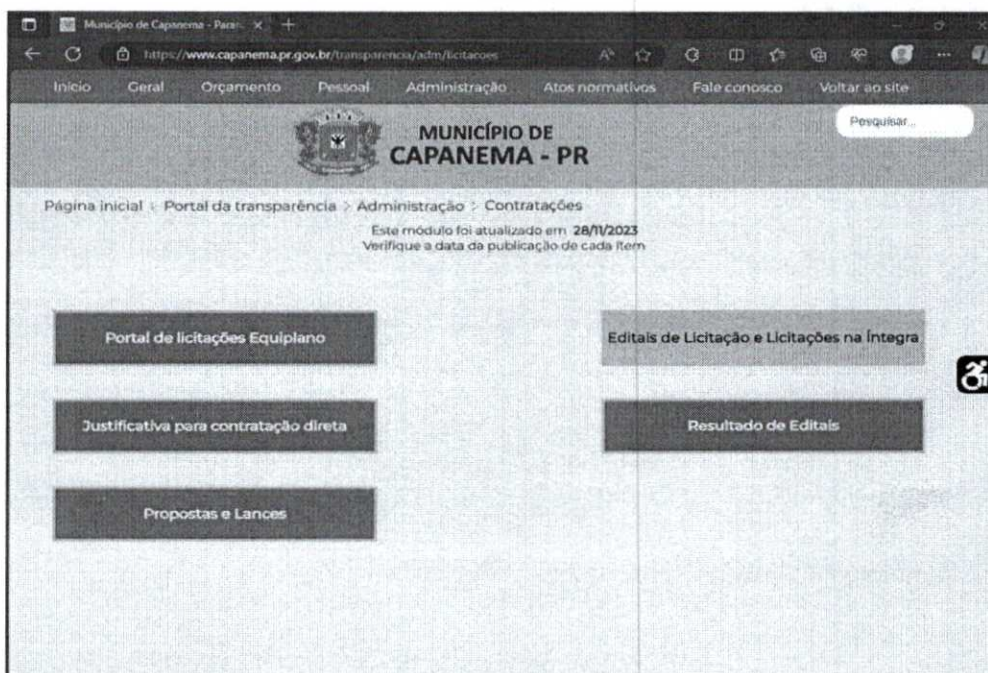 Município de Capanema - Paran
https://www.capanema.pr.gov.br/transparencia/adm/licitacoes
Início Geral Orçamento Pessoal Administração Atos normativos Fale conosco Voltar ao site
Pesquisar...
MUNICÍPIO DE
CAPANEMA - PR
Página inicial > Portal da transparência > Administração > Contratações
Este módulo foi atualizado em 28/11/2023
Verifique a data da publicação de cada item
Portal de licitações Equiplano
Editais de Licitação e Licitações na Íntegra
Justificativa para contratação direta
Resultado de Editais
Propostas e Lances